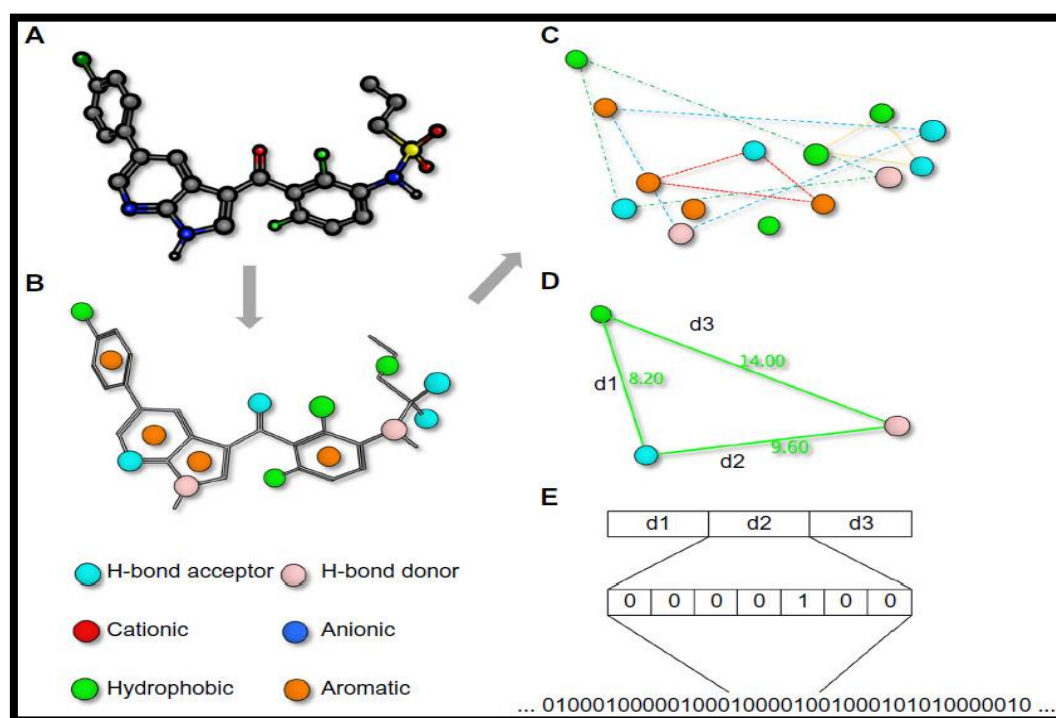 A
B
H-bond acceptor
H-bond donor
Cationic
Anionic
Hydrophobic
Aromatic
C
D
d3
14.00
d1
8.20
9.60
d2
E
d1 d2 d3
0 0 0 0 1 0 0
... 010001000001000100001001000101010000010 ...